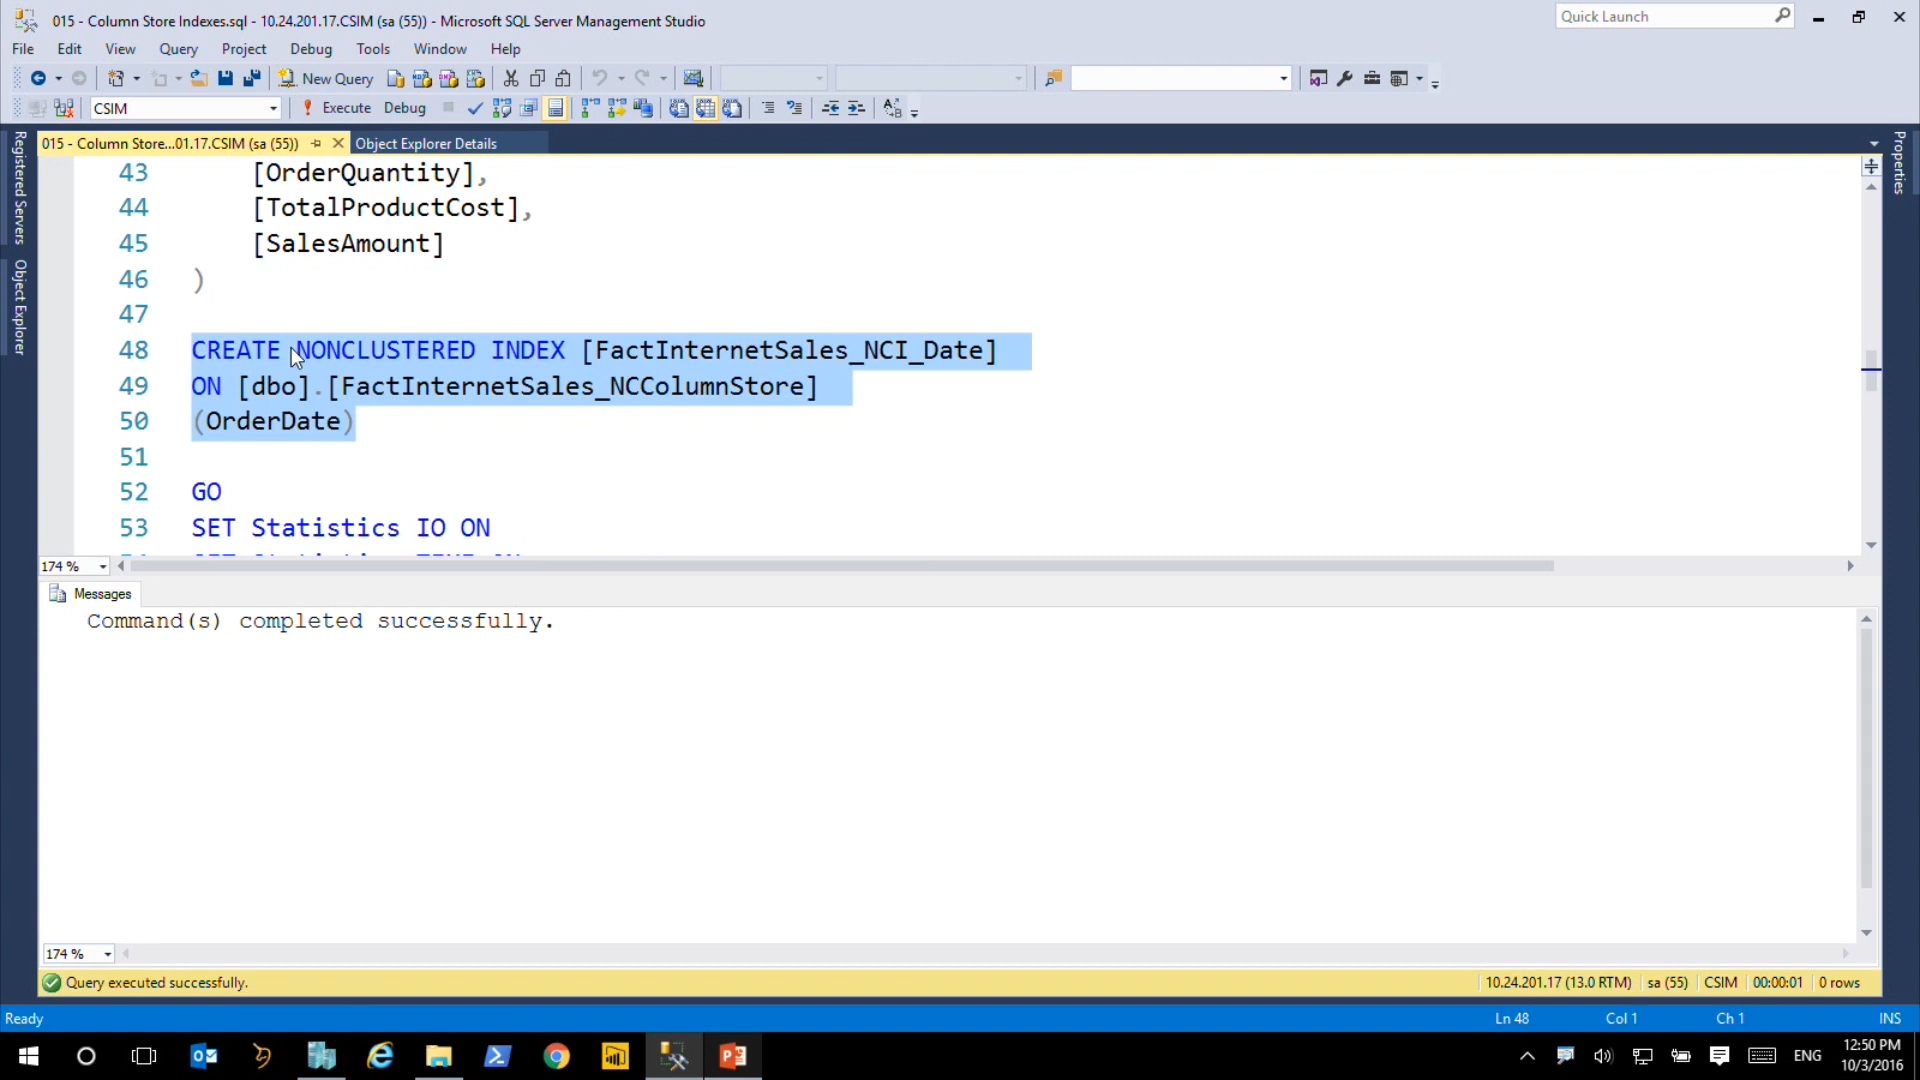 015 - Column Store Indexes.sql - 10.24.201.17.CSIM (sa (55)) - Microsoft SQL Server Management Studio
Quick Launch
File Edit View Query Project Debug Tools Window Help
New Query
CSIM
Execute Debug
015 - Column Store...01.17.CSIM (sa (55))
Object Explorer Details
Registered Servers
Object Explorer
Properties
43 [OrderQuantity],
44 [TotalProductCost],
45 [SalesAmount]
46 )
47
48 CREATE NONCLUSTERED INDEX [FactInternetSales_NCI_Date]
49 ON [dbo].[FactInternetSales_NCColumnStore]
50 (OrderDate)
51
52 GO
53 SET Statistics IO ON
174 %
Messages
Command(s) completed successfully.
174 %
Query executed successfully.
10.24.201.17 (13.0 RTM) sa (55) CSIM 00:00:01 0 rows
Ready
Ln 48 Col 1 Ch 1 INS
ENG
12:50 PM
10/3/2016